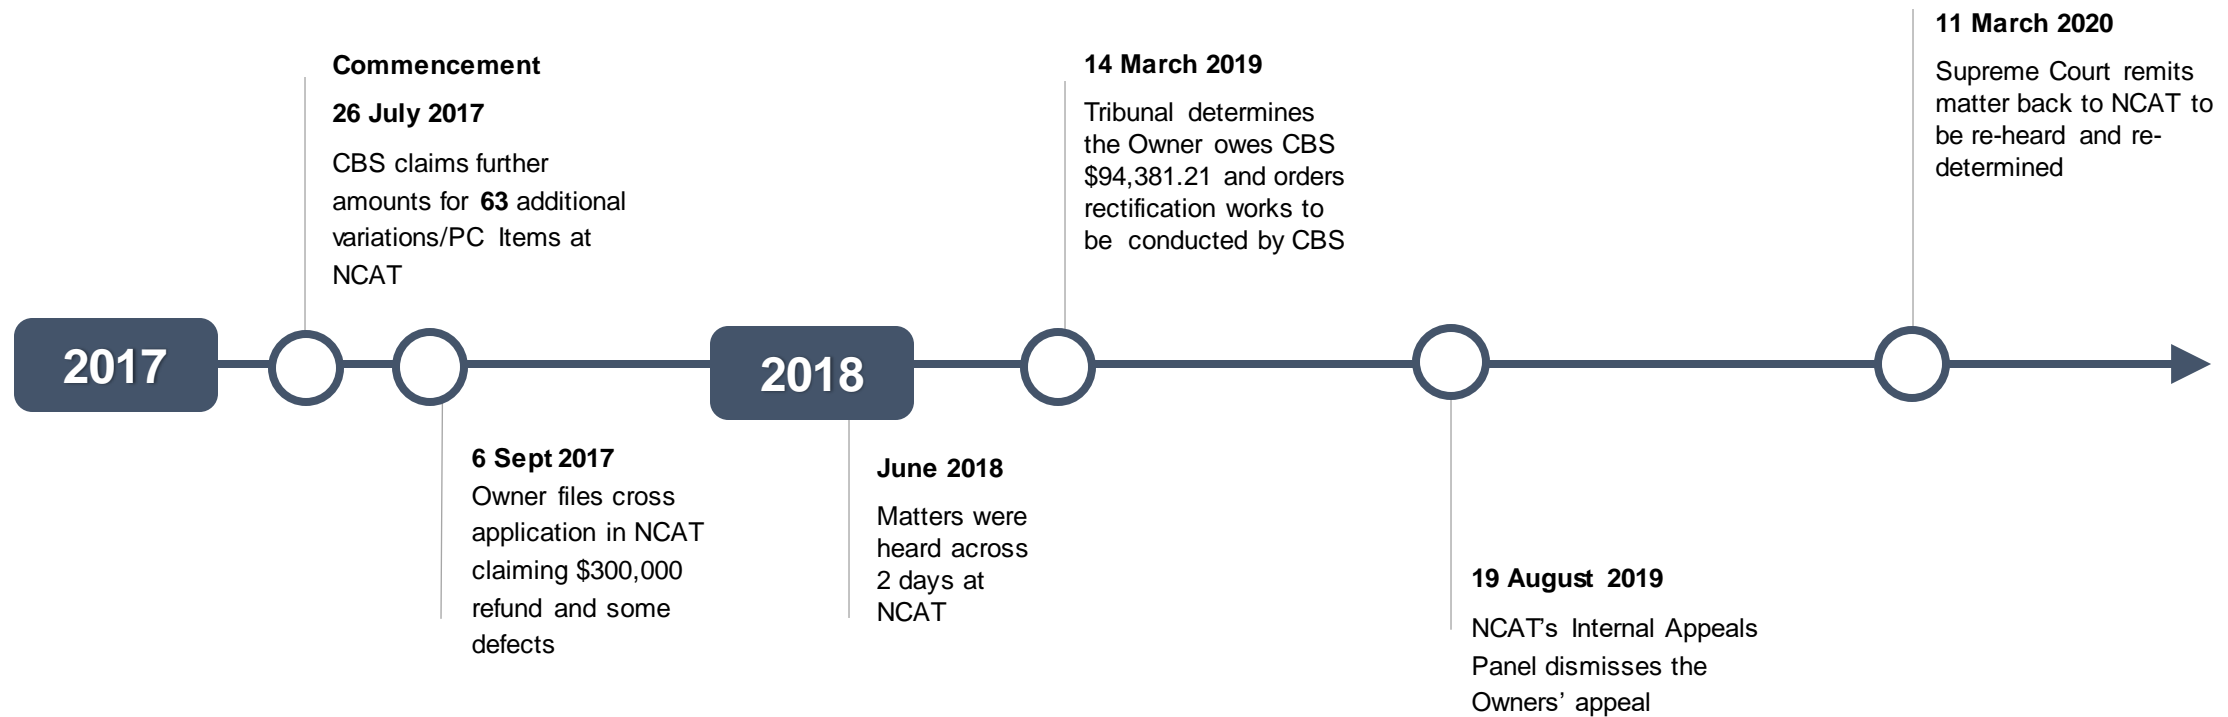 Commencement
26 July 2017
CBS claims further
amounts for 63 additional
variations/PC Items at
NCAT
14 March 2019
Tribunal determines
the Owner owes CBS
$94,381.21 and orders
rectification works to
be conducted by CBS
11 March 2020
Supreme Court remits
matter back to NCAT to
be re-heard and re-
determined
2017
2018
6 Sept 2017
Owner files cross
application in NCAT
claiming $300,000
refund and some
defects
June 2018
Matters were
heard across
2 days at
NCAT
19 August 2019
NCAT’s Internal Appeals
Panel dismisses the
Owners’ appeal